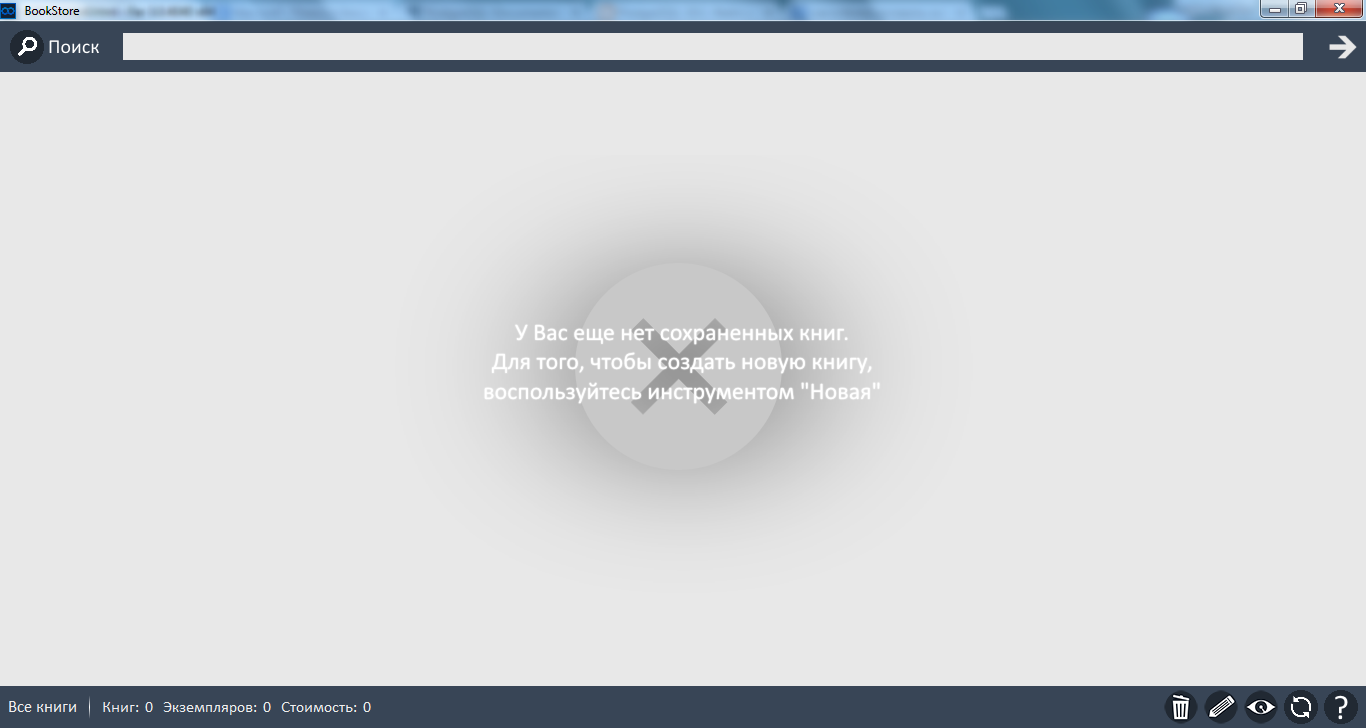 BookStore
Поиск
У Вас еще нет сохраненных книг.
Для того, чтобы создать новую книгу,
воспользуйтесь инструментом "Новая"
Все книги Книг: 0 Экземпляров: 0 Стоимость: 0